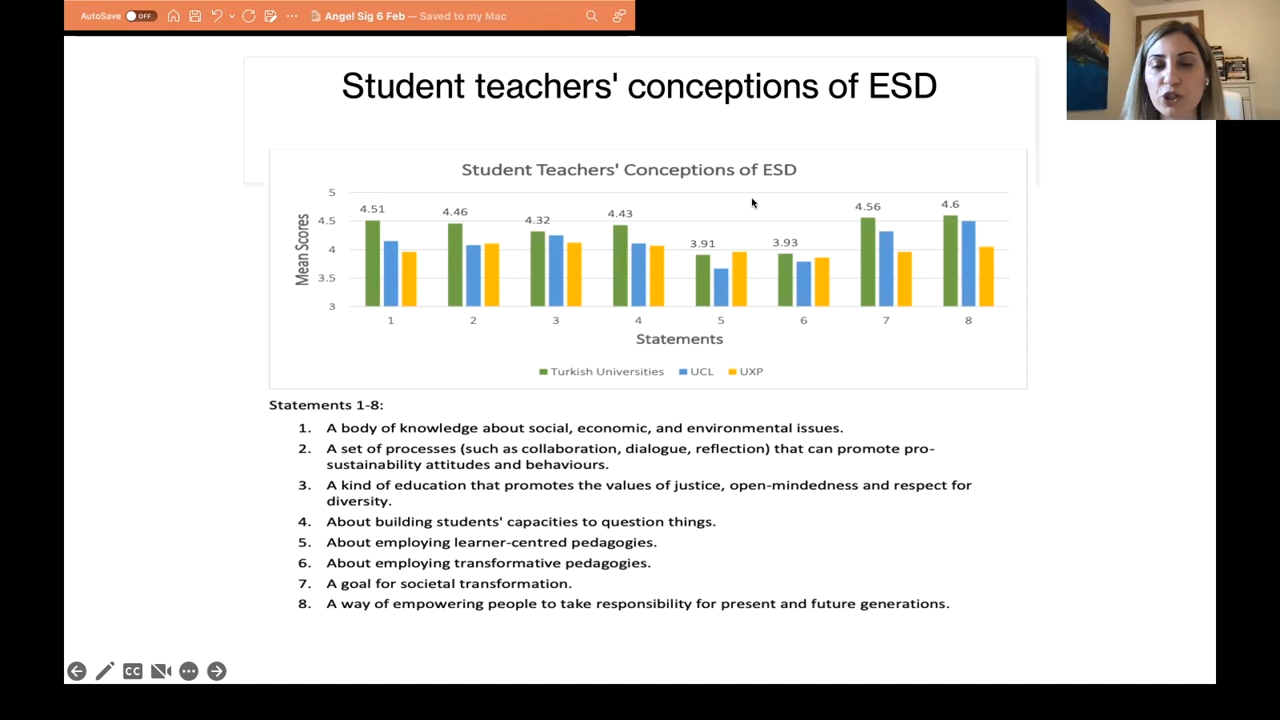 AutoSave OFF
Angel Sig 6 Feb — Saved to my Mac
Student teachers' conceptions of ESD
Student Teachers' Conceptions of ESD
Mean Scores
5
4.5
4
3.5
3
4.51
4.46
4.32
4.43
3.91
3.93
4.56
4.6
1 2 3 4 5 6 7 8
Statements
Turkish Universities UCL UXP
Statements 1-8:
1. A body of knowledge about social, economic, and environmental issues.
2. A set of processes (such as collaboration, dialogue, reflection) that can promote pro-
sustainability attitudes and behaviours.
3. A kind of education that promotes the values of justice, open-mindedness and respect for
diversity.
4. About building students' capacities to question things.
5. About employing learner-centred pedagogies.
6. About employing transformative pedagogies.
7. A goal for societal transformation.
8. A way of empowering people to take responsibility for present and future generations.
CC